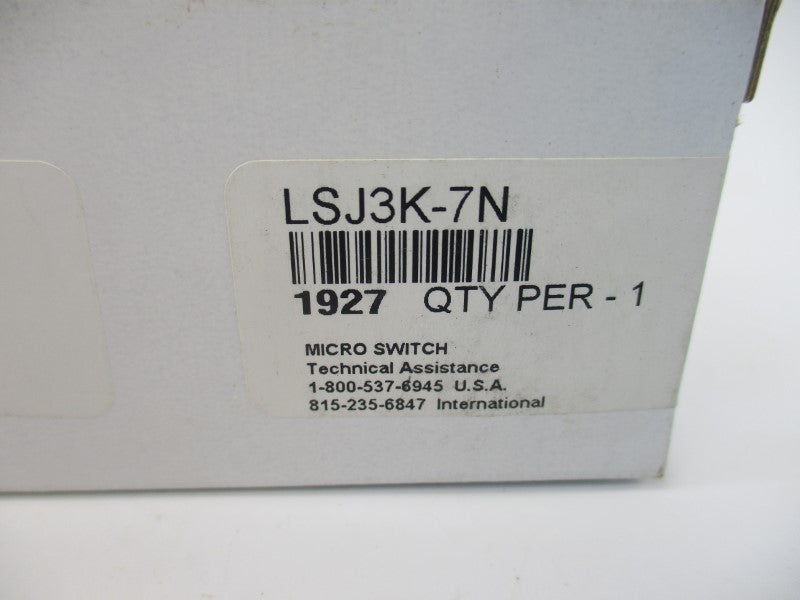 LSJ3K-7N
1927 QTY PER - 1
MICRO SWITCH
Technical Assistance
1-800-537-6945 U.S.A.
815-235-6847 International